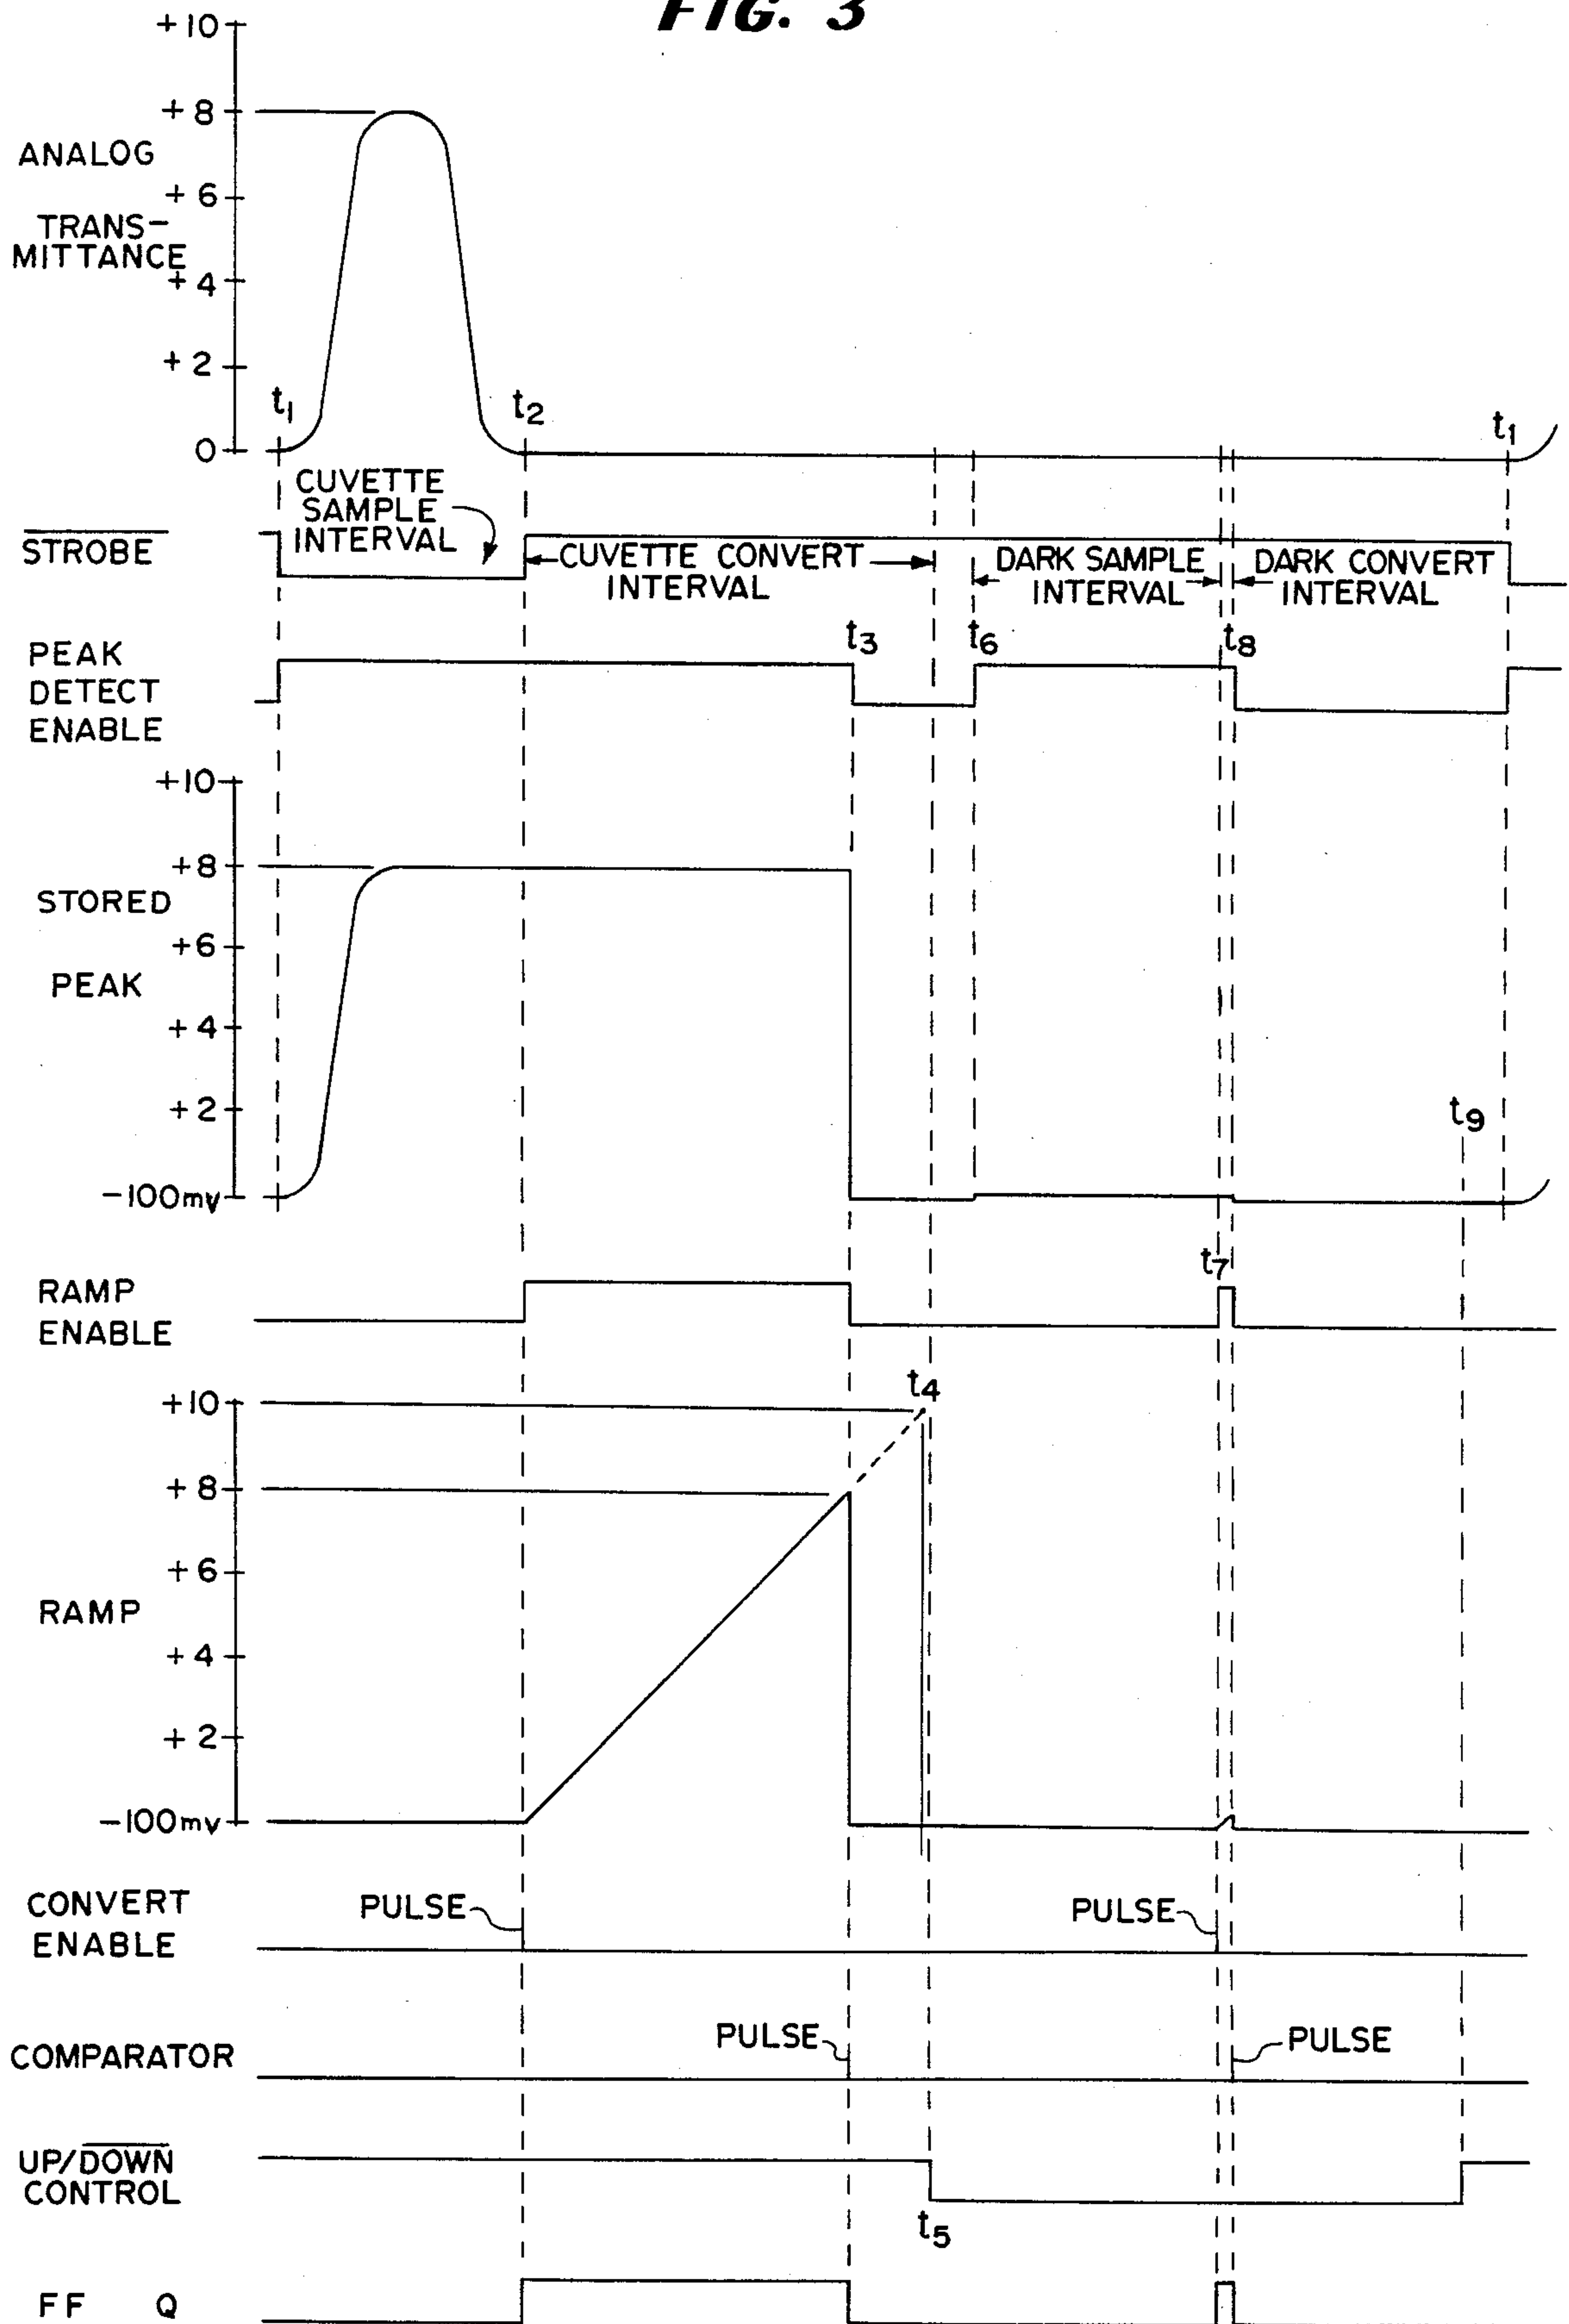 FIG. 3
+10
+8
ANALOG
+6
TRANS-
MITTANCE
+4
+2
t1
t2
t1
0
CUVETTE
SAMPLE
INTERVAL
STROBE
CUVETTE CONVERT
INTERVAL
DARK SAMPLE
INTERVAL
DARK CONVERT
INTERVAL
PEAK
DETECT
ENABLE
t3
t6
t8
+10
+8
STORED
+6
PEAK
+4
+2
t9
-100mv
t7
RAMP
ENABLE
t4
+10
+8
+6
RAMP
+4
+2
-100mv
CONVERT
ENABLE
PULSE
PULSE
COMPARATOR
PULSE
PULSE
UP/DOWN
CONTROL
t5
FF Q